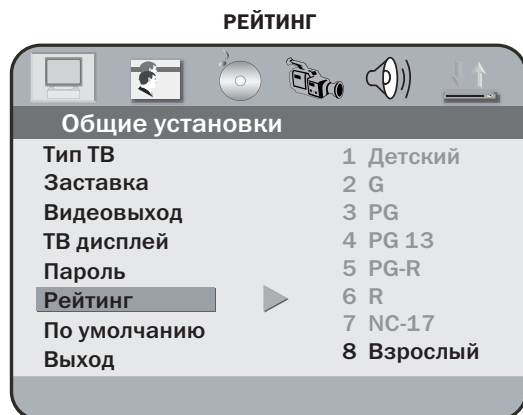 РЕЙТИНГ
Общие установки
Тип ТВ
Заставка
Видеовыход
ТВ дисплей
Пароль
Рейтинг
По умолчанию
Выход
1 Детский
2 G
3 PG
4 PG 13
5 PG-R
6 R
7 NC-17
8 Взрослый